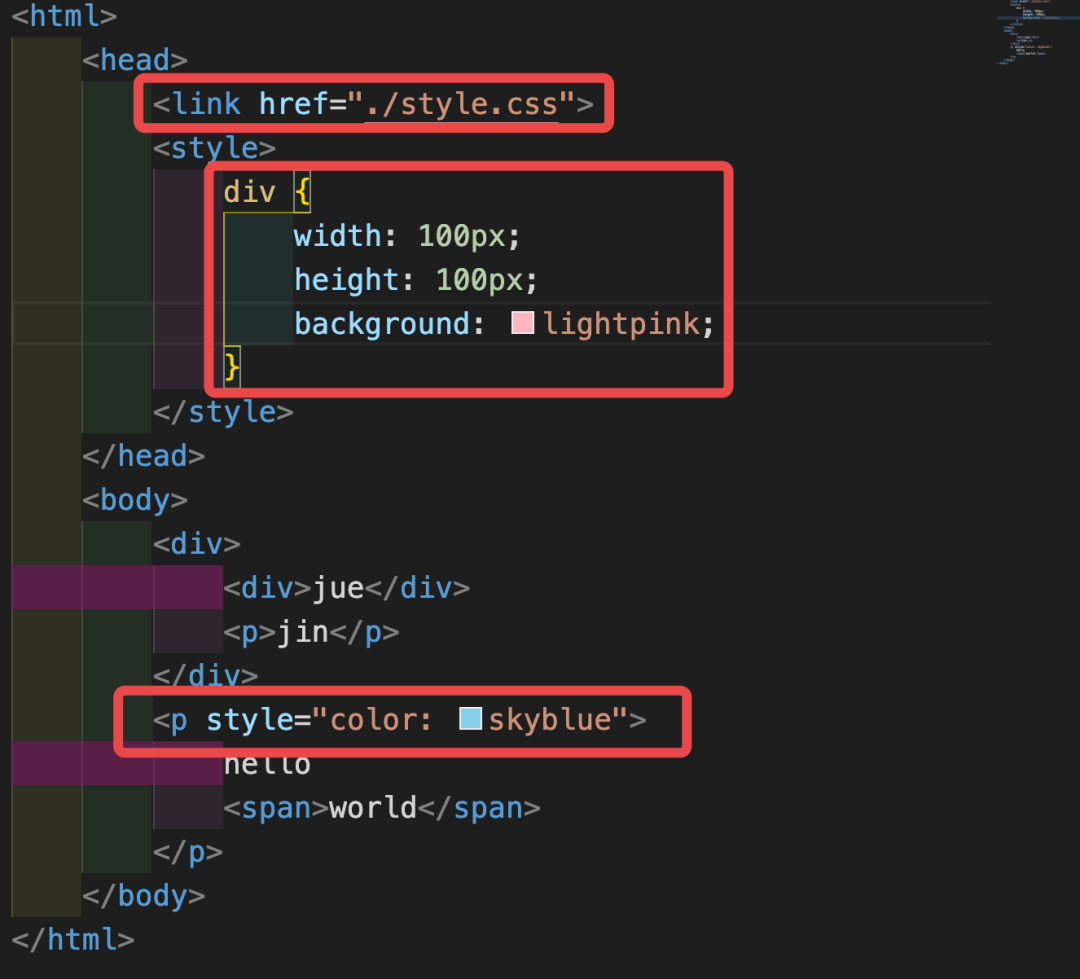 <html>
<head>
<link href="./style.css">
<style>
div {
width: 100px;
height: 100px;
background: lightpink;
}
</style>
</head>
<body>
<div>
<div>jue</div>
<p>jin</p>
</div>
<p style="color: skyblue">
hello
<span>world</span>
</p>
</body>
</html>